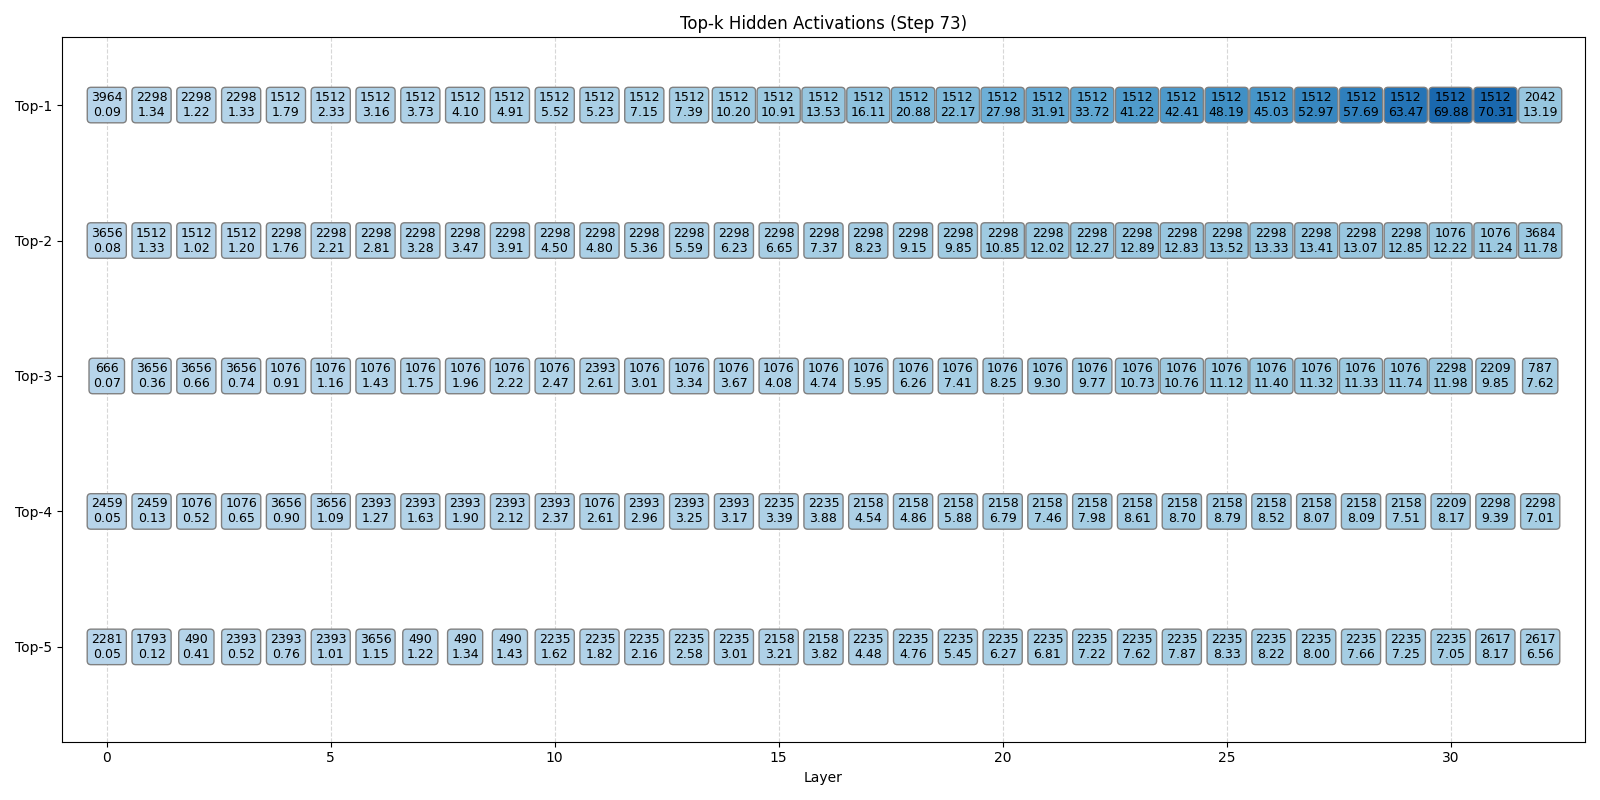 Top-k Hidden Activations (Step 73)
Top-1
3964 2298 2298 2298 1512 1512 1512 1512 1512 1512 1512 1512 1512 1512 1512 1512 1512 1512 1512 1512 1512 1512 1512 1512 1512 1512 1512 1512 1512 1512 1512 1512 2042
0.09 1.34 1.22 1.33 1.79 2.33 3.16 3.73 4.10 4.91 5.52 5.23 7.15 7.39 10.20 10.91 13.53 16.11 20.88 22.17 27.98 31.91 33.72 41.22 42.41 48.19 45.03 52.97 57.69 63.47 69.88 70.31 13.19
Top-2
3656 1512 1512 1512 2298 2298 2298 2298 2298 2298 2298 2298 2298 2298 2298 2298 2298 2298 2298 2298 2298 2298 2298 2298 2298 2298 2298 2298 2298 2298 1076 1076 3684
0.08 1.33 1.02 1.20 1.76 2.21 2.81 3.28 3.47 3.91 4.50 4.80 5.36 5.59 6.23 6.65 7.37 8.23 9.15 9.85 10.85 12.02 12.27 12.89 12.83 13.52 13.33 13.41 13.07 12.85 12.22 11.24 11.78
Top-3
666 3656 3656 3656 1076 1076 1076 1076 1076 1076 1076 2393 1076 1076 1076 1076 1076 1076 1076 1076 1076 1076 1076 1076 1076 1076 1076 1076 1076 1076 2298 2209 787
0.07 0.36 0.66 0.74 0.91 1.16 1.43 1.75 1.96 2.22 2.47 2.61 3.01 3.34 3.67 4.08 4.74 5.95 6.26 7.41 8.25 9.30 9.77 10.73 10.76 11.12 11.40 11.32 11.33 11.74 11.98 9.85 7.62
Top-4
2459 2459 1076 1076 3656 3656 2393 2393 2393 2393 2393 1076 2393 2393 2393 2235 2235 2158 2158 2158 2158 2158 2158 2158 2158 2158 2158 2158 2158 2158 2209 2298 2298
0.05 0.13 0.52 0.65 0.90 1.09 1.27 1.63 1.90 2.12 2.37 2.61 2.96 3.25 3.17 3.39 3.88 4.54 4.86 5.88 6.79 7.46 7.98 8.61 8.70 8.79 8.52 8.07 8.09 7.51 8.17 9.39 7.01
Top-5
2281 1793 490 2393 2393 2393 3656 490 490 490 2235 2235 2235 2235 2235 2158 2158 2235 2235 2235 2235 2235 2235 2235 2235 2235 2235 2235 2235 2235 2235 2617 2617
0.05 0.12 0.41 0.52 0.76 1.01 1.15 1.22 1.34 1.43 1.62 1.82 2.16 2.58 3.01 3.21 3.82 4.48 4.76 5.45 6.27 6.81 7.22 7.62 7.87 8.33 8.22 8.00 7.66 7.25 7.05 8.17 6.56
0 5 10 15 20 25 30
Layer